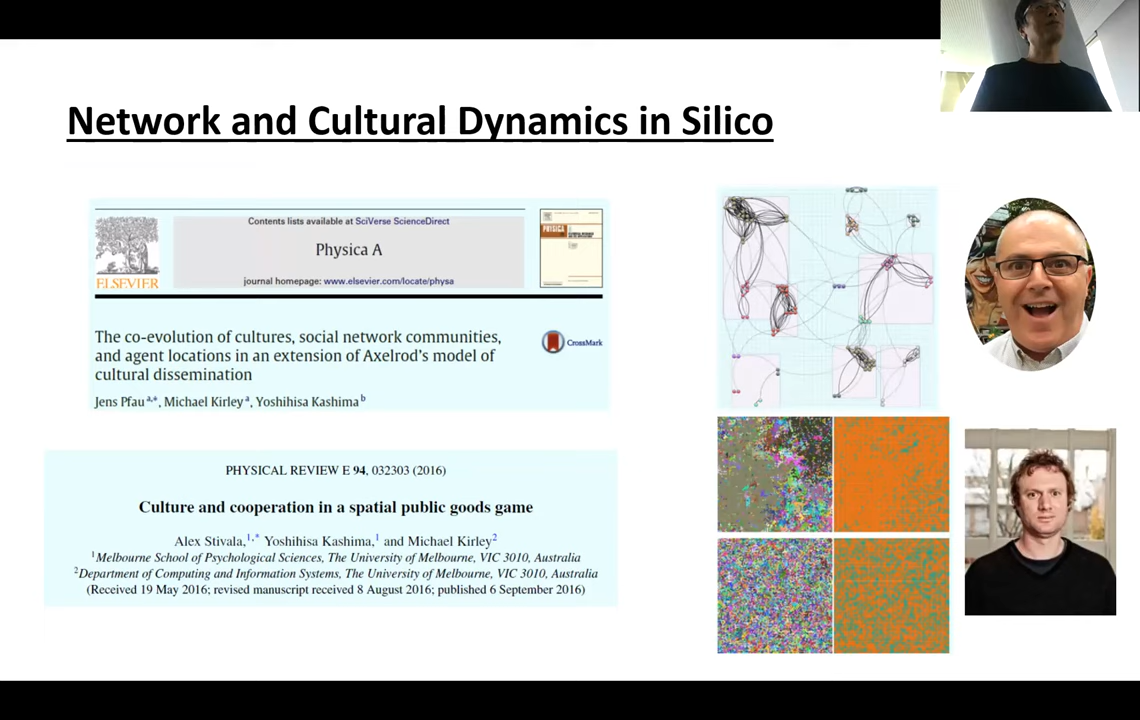 Network and Cultural Dynamics in Silico
Contents lists available at SciVerse ScienceDirect
Physica A
journal homepage: www.elsevier.com/locate/physa
ELSEVIER
PHYSICA
The co-evolution of cultures, social network communities,
and agent locations in an extension of Axelrod's model of
cultural dissemination
CrossMark
Jens Pfau a,*, Michael Kirley a, Yoshihisa Kashima b
PHYSICAL REVIEW E 94, 032303 (2016)
Culture and cooperation in a spatial public goods game
Alex Stivala,1,* Yoshihisa Kashima,1 and Michael Kirley2
1Melbourne School of Psychological Sciences, The University of Melbourne, VIC 3010, Australia
2Department of Computing and Information Systems, The University of Melbourne, VIC 3010, Australia
(Received 19 May 2016; revised manuscript received 8 August 2016; published 6 September 2016)